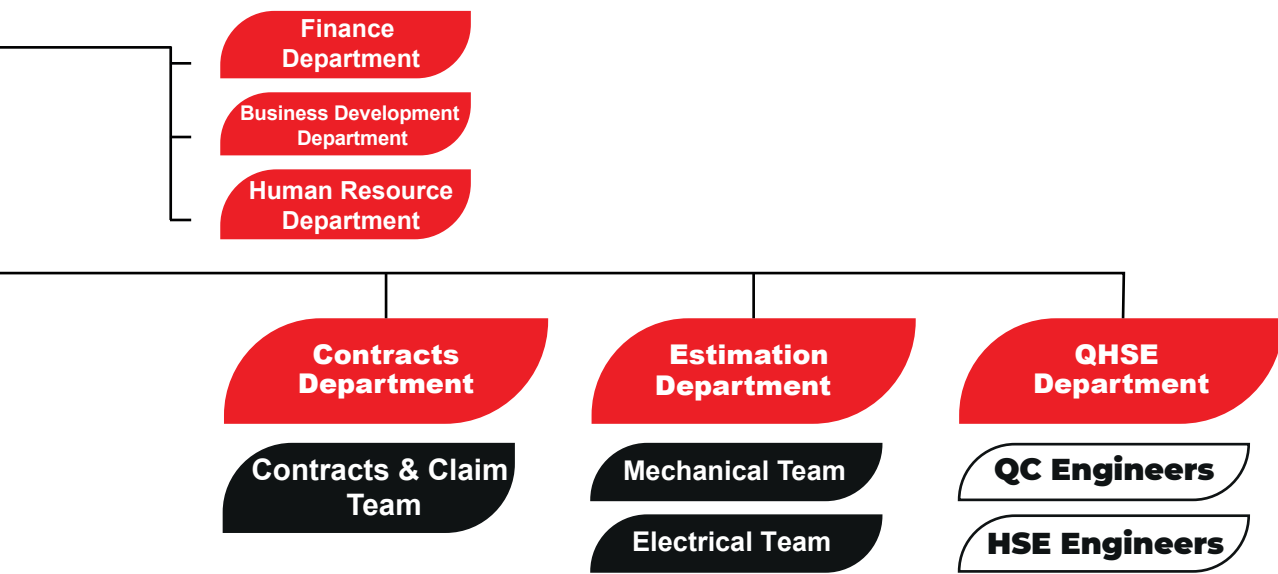 Finance
Department
Business Development
Department
Human Resource
Department
Contracts
Department
Contracts & Claim
Team
Estimation
Department
Mechanical Team
Electrical Team
QHSE
Department
QC Engineers
HSE Engineers